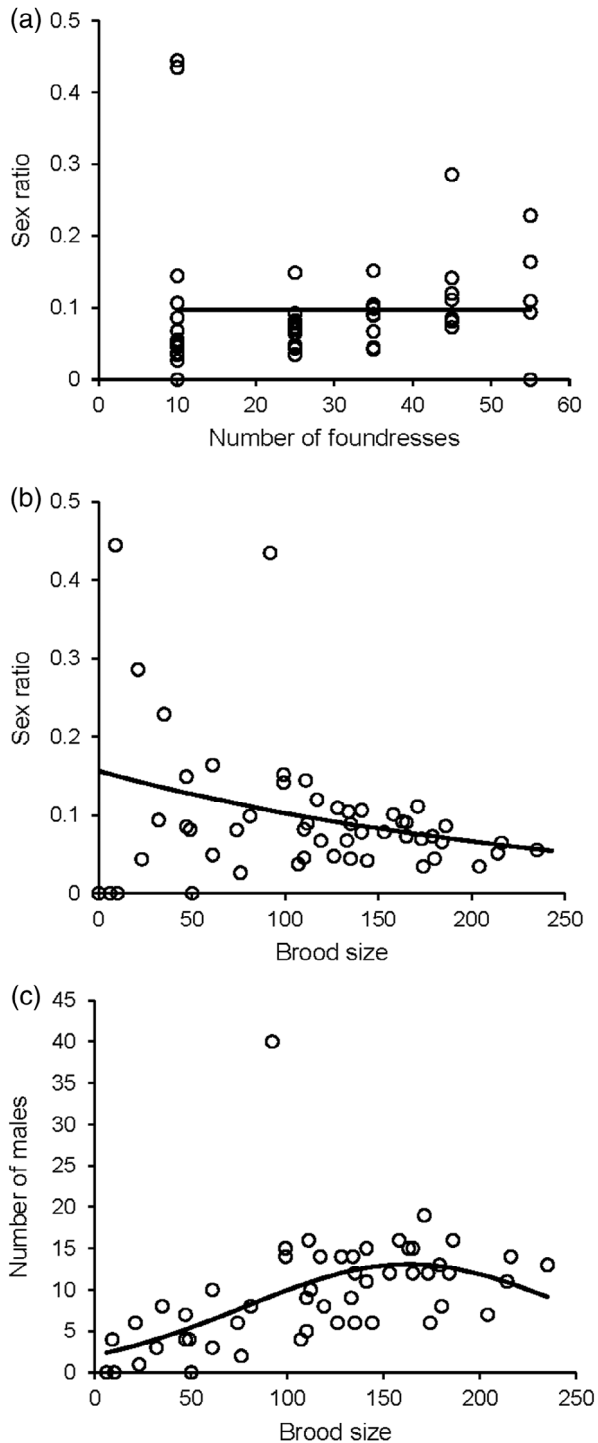 (a)
0.5
0.4
0.3
0.2
0.1
0
Sex ratio
0 10 20 30 40 50 60
Number of foundresses
(b)
0.5
0.4
0.3
0.2
0.1
0
Sex ratio
0 50 100 150 200 250
Brood size
(c)
45
40
35
30
25
20
15
10
5
0
Number of males
0 50 100 150 200 250
Brood size